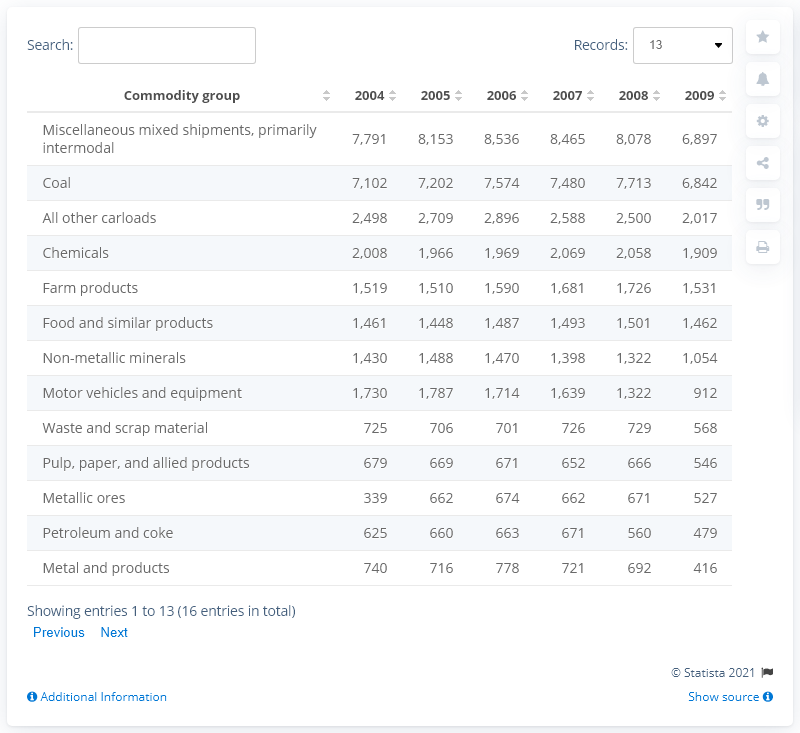 Search:
Records: 13
Commodity group 2004 2005 2006 2007 2008 2009
Miscellaneous mixed shipments, primarily
intermodal 7,791 8,153 8,536 8,465 8,078 6,897
Coal 7,102 7,202 7,574 7,480 7,713 6,842
All other carloads 2,498 2,709 2,896 2,588 2,500 2,017
Chemicals 2,008 1,966 1,969 2,069 2,058 1,909
Farm products 1,519 1,510 1,590 1,681 1,726 1,531
Food and similar products 1,461 1,448 1,487 1,493 1,501 1,462
Non-metallic minerals 1,430 1,488 1,470 1,398 1,322 1,054
Motor vehicles and equipment 1,730 1,787 1,714 1,639 1,322 912
Waste and scrap material 725 706 701 726 729 568
Pulp, paper, and allied products 679 669 671 652 666 546
Metallic ores 339 662 674 662 671 527
Petroleum and coke 625 660 663 671 560 479
Metal and products 740 716 778 721 692 416
Showing entries 1 to 13 (16 entries in total)
Previous Next
© Statista 2021
Additional Information
Show source